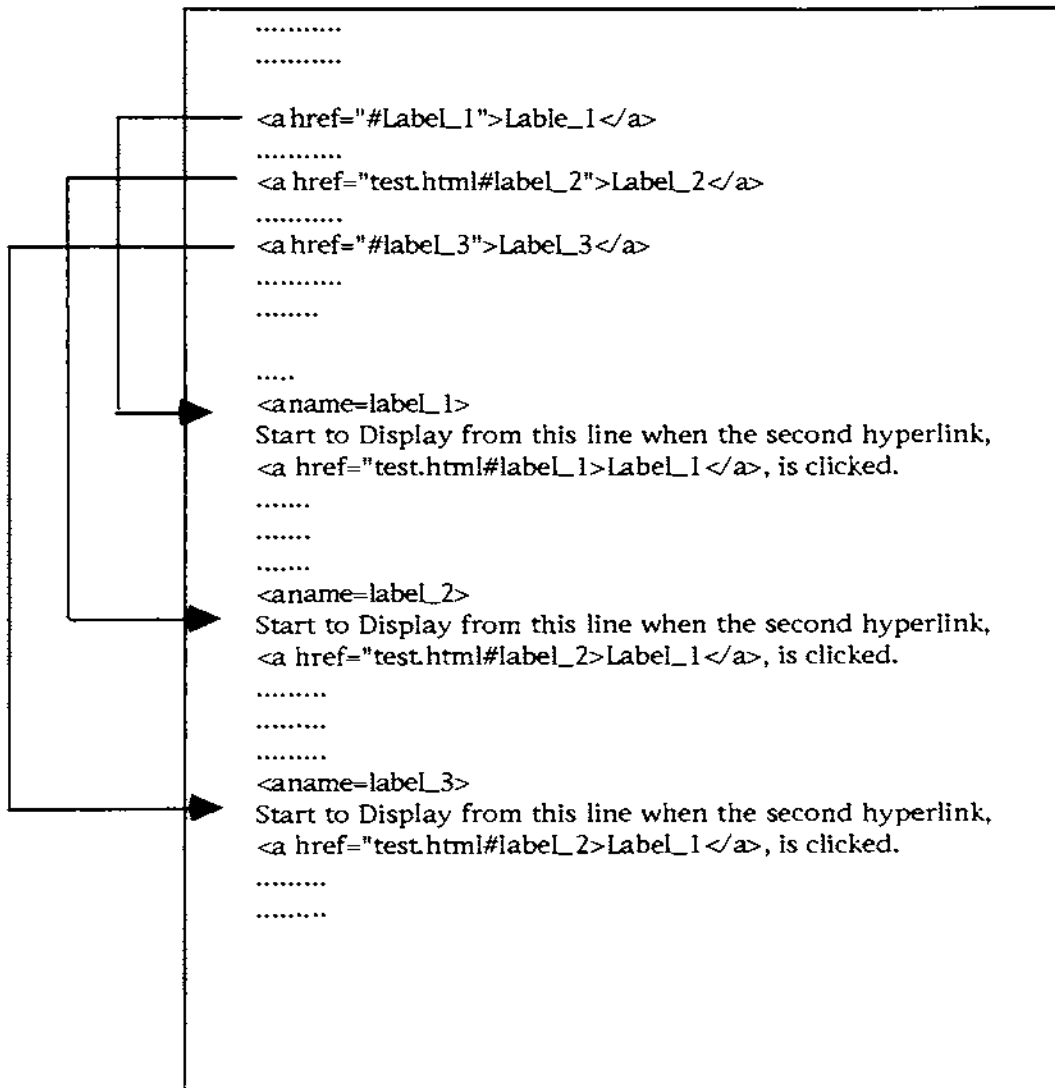 ...........
...........
<a href="#Label_1">Lable_1</a>
...........
<a href="test.html#label_2">Label_2</a>
...........
<a href="#label_3">Label_3</a>
...........
........
.....
<aname=label_1>
Start to Display from this line when the second hyperlink,
<a href="test.html#label_1>Label_1</a>, is clicked.
.......
.......
.......
<aname=label_2>
Start to Display from this line when the second hyperlink,
<a href="test.html#label_2>Label_1</a>, is clicked.
.........
.........
.........
<aname=label_3>
Start to Display from this line when the second hyperlink,
<a href="test.html#label_2>Label_1</a>, is clicked.
.........
.........